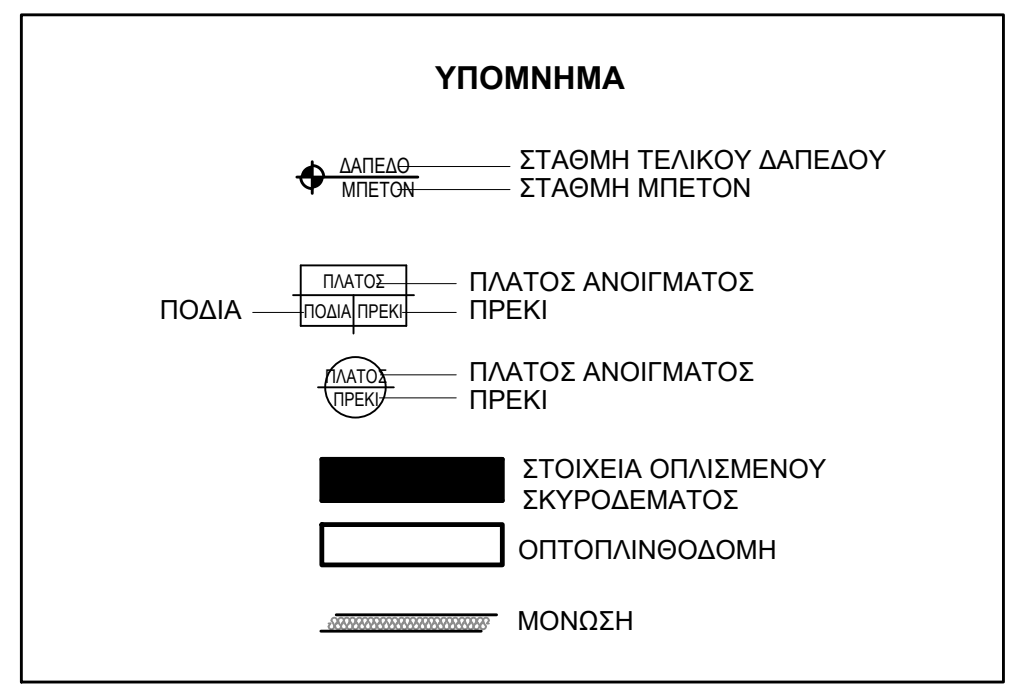 ΥΠΟΜΝΗΜΑ
ΔΑΠΕΔΟ ΣΤΑΘΜΗ ΤΕΛΙΚΟΥ ΔΑΠΕΔΟΥ
ΜΠΕΤΟΝ ΣΤΑΘΜΗ ΜΠΕΤΟΝ
ΠΛΑΤΟΣ ΠΛΑΤΟΣ ΑΝΟΙΓΜΑΤΟΣ
ΠΟΔΙΑ ΠΟΔΙΑ ΠΡΕΚΙ ΠΡΕΚΙ
ΠΛΑΤΟΣ ΠΛΑΤΟΣ ΑΝΟΙΓΜΑΤΟΣ
ΠΡΕΚΙ ΠΡΕΚΙ
ΣΤΟΙΧΕΙΑ ΟΠΛΙΣΜΕΝΟΥ
ΣΚΥΡΟΔΕΜΑΤΟΣ
ΟΠΤΟΠΛΙΝΘΟΔΟΜΗ
ΜΟΝΩΣΗ